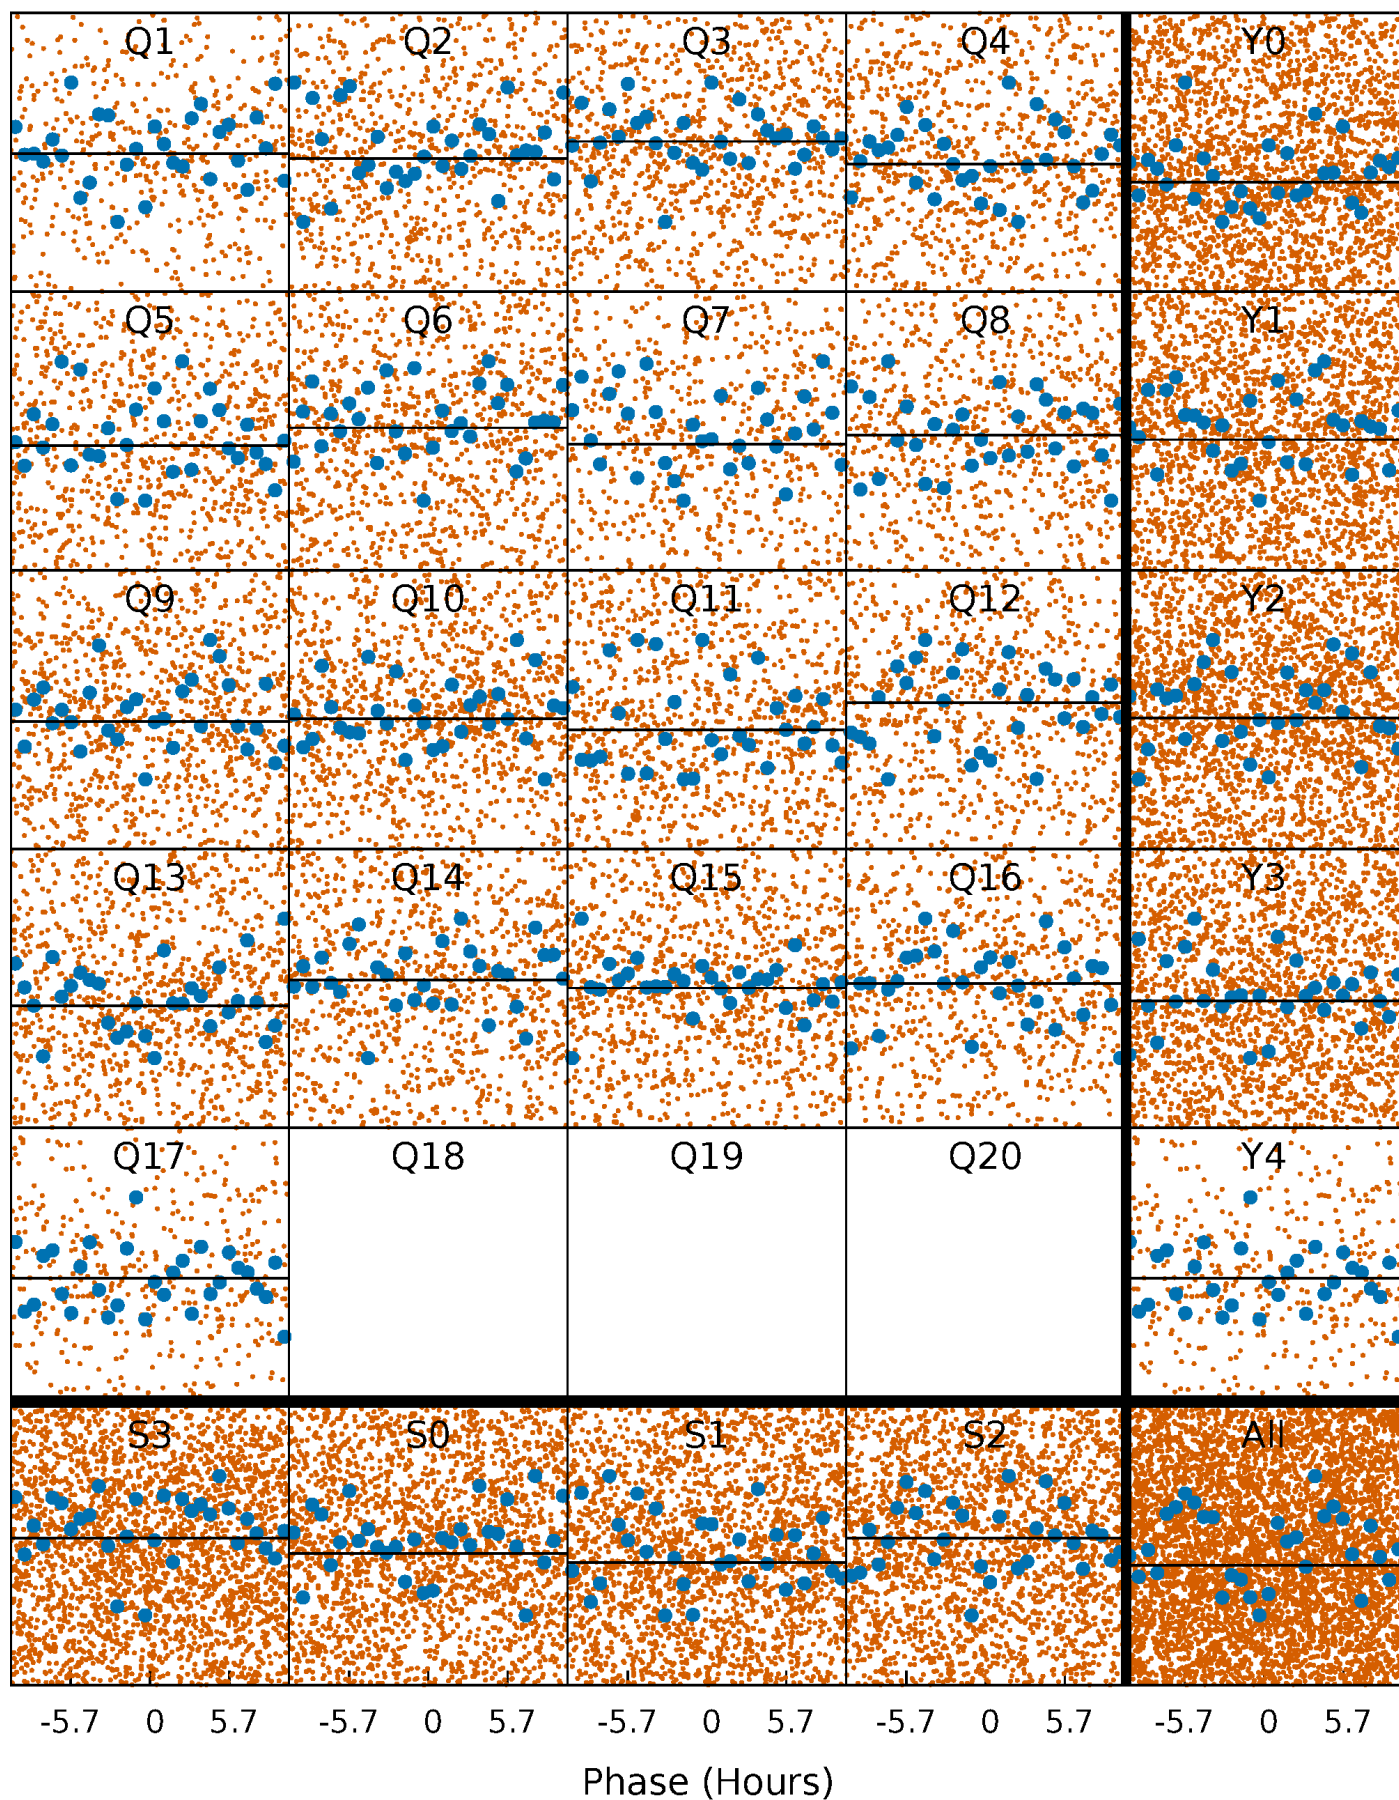 Q1 Q2 Q3 Q4 Y0
Q5 Q6 Q7 Q8 Y1
Q9 Q10 Q11 Q12 Y2
Q13 Q14 Q15 Q16 Y3
Q17 Q18 Q19 Q20 Y4
S3 S0 S1 S2 All
-5.7 0 5.7 -5.7 0 5.7 -5.7 0 5.7 -5.7 0 5.7 -5.7 0 5.7
Phase (Hours)